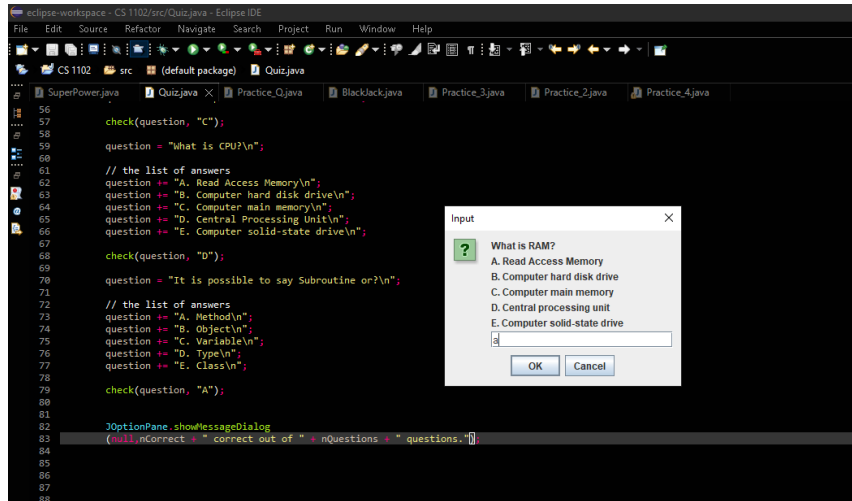 eclipse-workspace - CS 1102/src/Quiz.java - Eclipse IDE
File Edit Source Refactor Navigate Search Project Run Window Help
CS 1102 src (default package) Quiz.java
SuperPower.java Quiz.java Practice_Q.java BlackJack.java Practice_3.java Practice_2.java Practice_4.java
56
57 check(question, "C");
58
59 question = "What is CPU?\n";
60
61 // the list of answers
62 question += "A. Read Access Memory\n";
63 question += "B. Computer hard disk drive\n";
64 question += "C. Computer main memory\n";
65 question += "D. Central Processing Unit\n";
66 question += "E. Computer solid-state drive\n";
67
68 check(question, "D");
69
70 question = "It is possible to say Subroutine or?\n";
71
72 // the list of answers
73 question += "A. Method\n";
74 question += "B. Object\n";
75 question += "C. Variable\n";
76 question += "D. Type\n";
77 question += "E. Class\n";
78
79 check(question, "A");
80
81
82 JOptionPane.showMessageDialog
83 (null,nCorrect + " correct out of " + nQuestions + " questions.");
84
85
86
87
88
Input
What is RAM?
A. Read Access Memory
B. Computer hard disk drive
C. Computer main memory
D. Central processing unit
E. Computer solid-state drive
a
OK Cancel